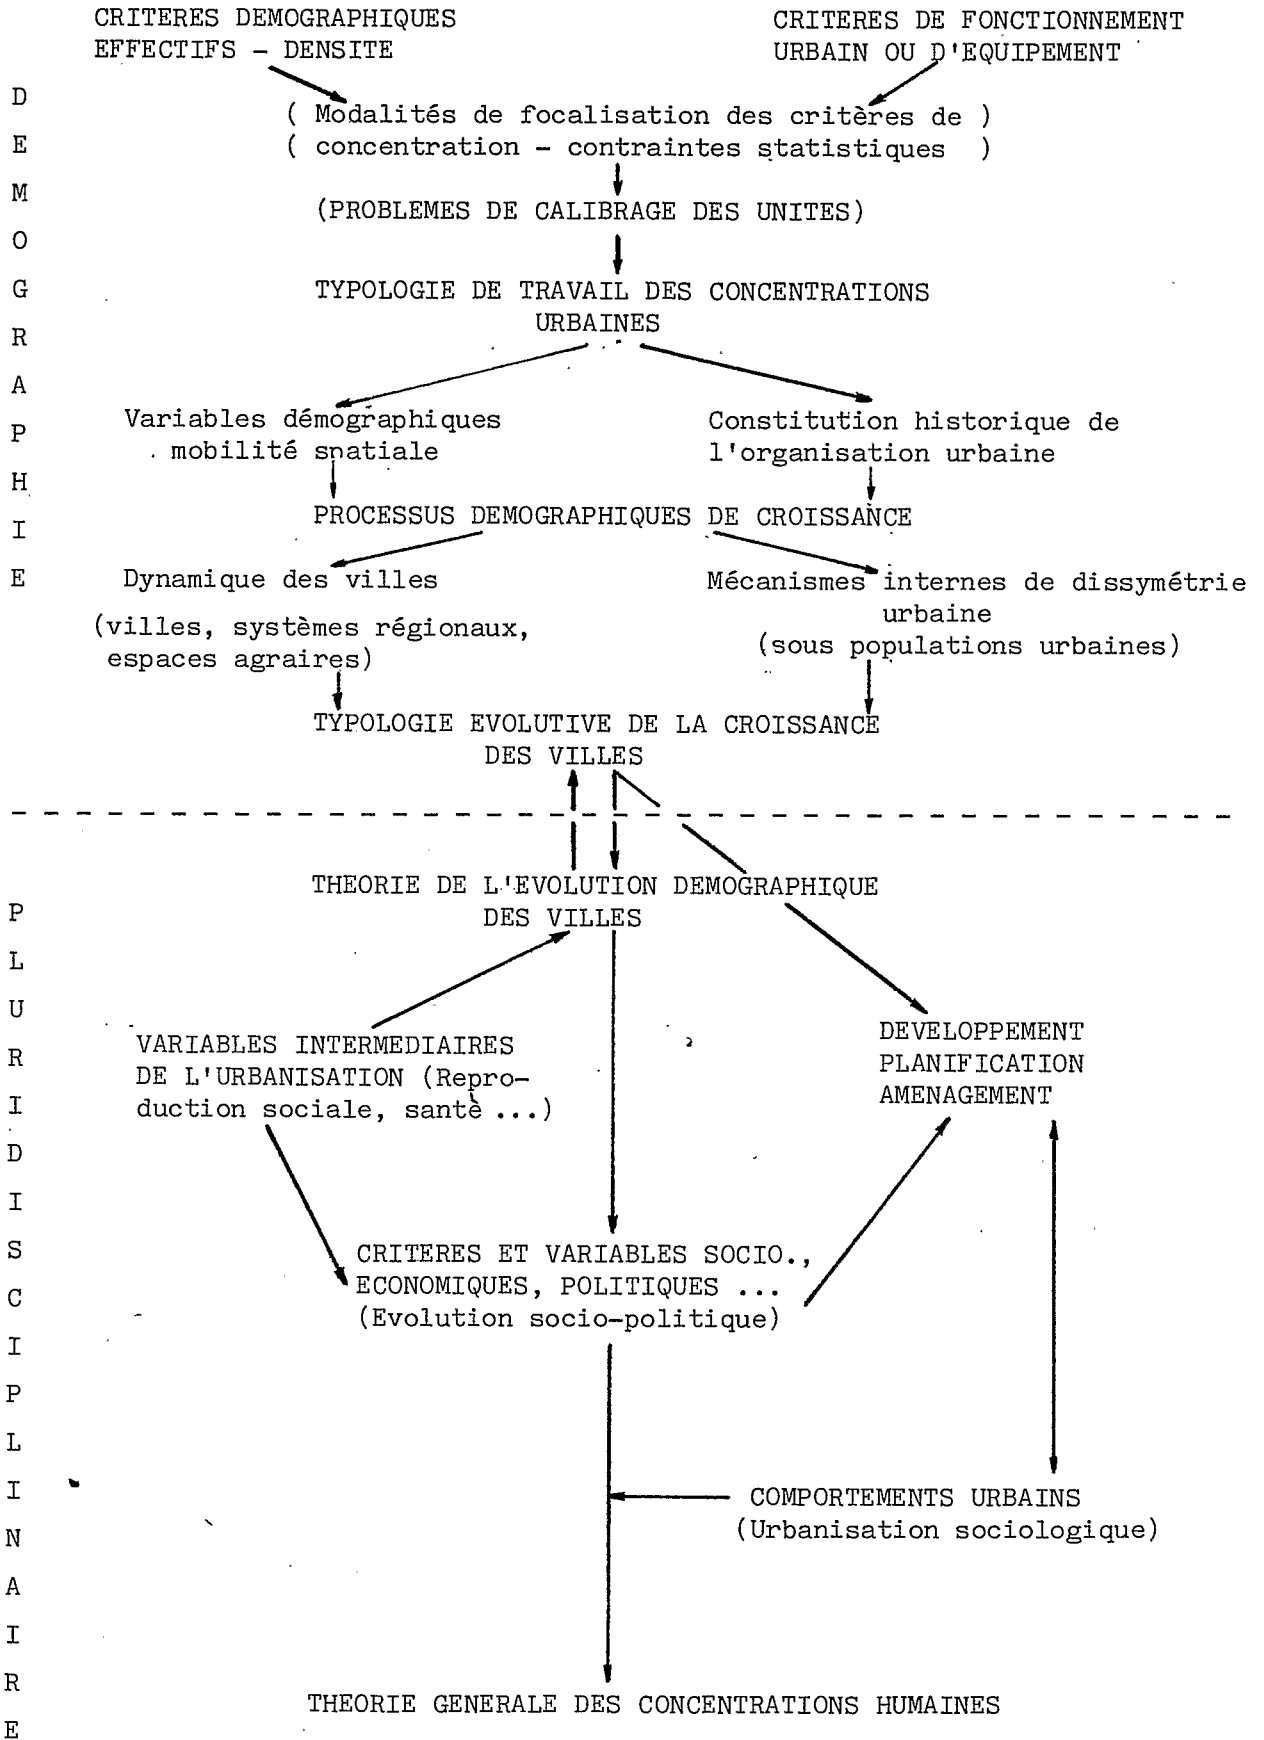 CRITERES DEMOGRAPHIQUES
EFFECTIFS - DENSITE
CRITERES DE FONCTIONNEMENT
URBAIN OU D'EQUIPEMENT
( Modalités de focalisation des critères de )
( concentration - contraintes statistiques )
(PROBLEMES DE CALIBRAGE DES UNITES)
TYPOLOGIE DE TRAVAIL DES CONCENTRATIONS
URBAINES
Variables démographiques
mobilité spatiale
Constitution historique de
l'organisation urbaine
PROCESSUS DEMOGRAPHIQUES DE CROISSANCE
Dynamique des villes
(villes, systèmes régionaux,
espaces agraires)
Mécanismes internes de dissymétrie
urbaine
(sous populations urbaines)
TYPOLOGIE EVOLUTIVE DE LA CROISSANCE
DES VILLES
DEMOGRAPHIE
THEORIE DE L'EVOLUTION DEMOGRAPHIQUE
DES VILLES
VARIABLES INTERMEDIAIRES
DE L'URBANISATION (Repro-
duction sociale, santè ...)
DEVELOPPEMENT
PLANIFICATION
AMENAGEMENT
CRITERES ET VARIABLES SOCIO.,
ECONOMIQUES, POLITIQUES ...
(Evolution socio-politique)
COMPORTEMENTS URBAINS
(Urbanisation sociologique)
THEORIE GENERALE DES CONCENTRATIONS HUMAINES
PLURIDISCIPLINAIRE